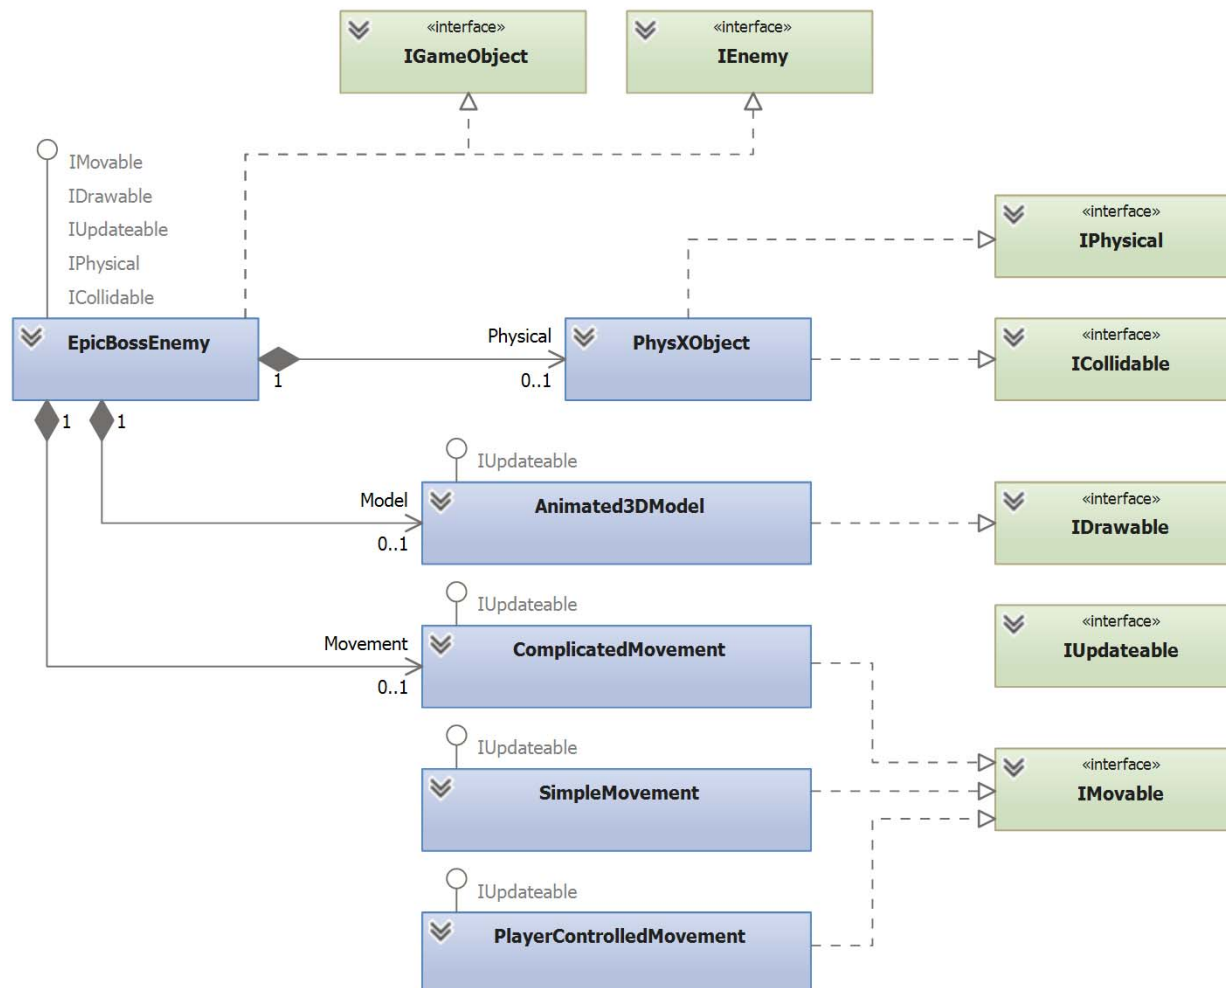 «interface»
IGameObject
«interface»
IEnemy
IMovable
IDrawable
IUpdateable
IPhysical
ICollidable
«interface»
IPhysical
EpicBossEnemy
1
Physical
0..1
PhysXObject
«interface»
ICollidable
1
1
IUpdateable
Model
0..1
Animated3DModel
«interface»
IDrawable
IUpdateable
Movement
0..1
ComplicatedMovement
«interface»
IUpdateable
IUpdateable
SimpleMovement
«interface»
IMovable
IUpdateable
PlayerControlledMovement